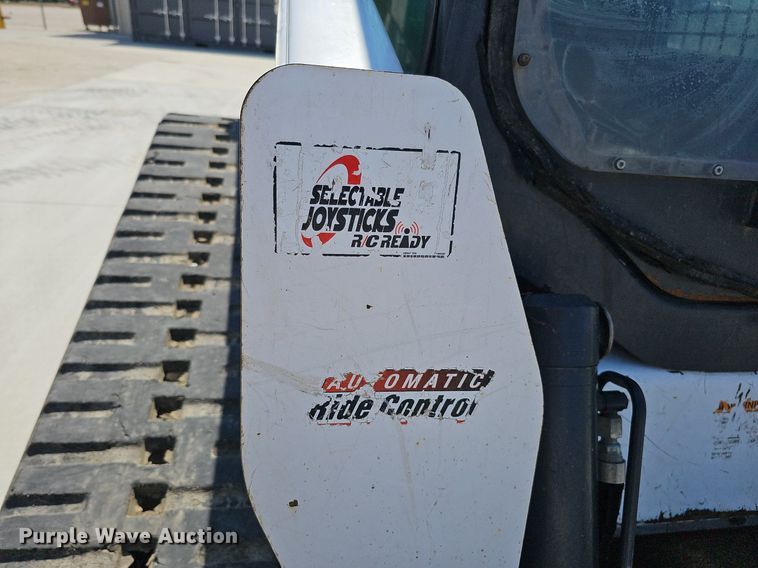 SELECTABLE
JOYSTICKS
R/C READY
AUTOMATIC
Ride Control
Purple Wave Auction